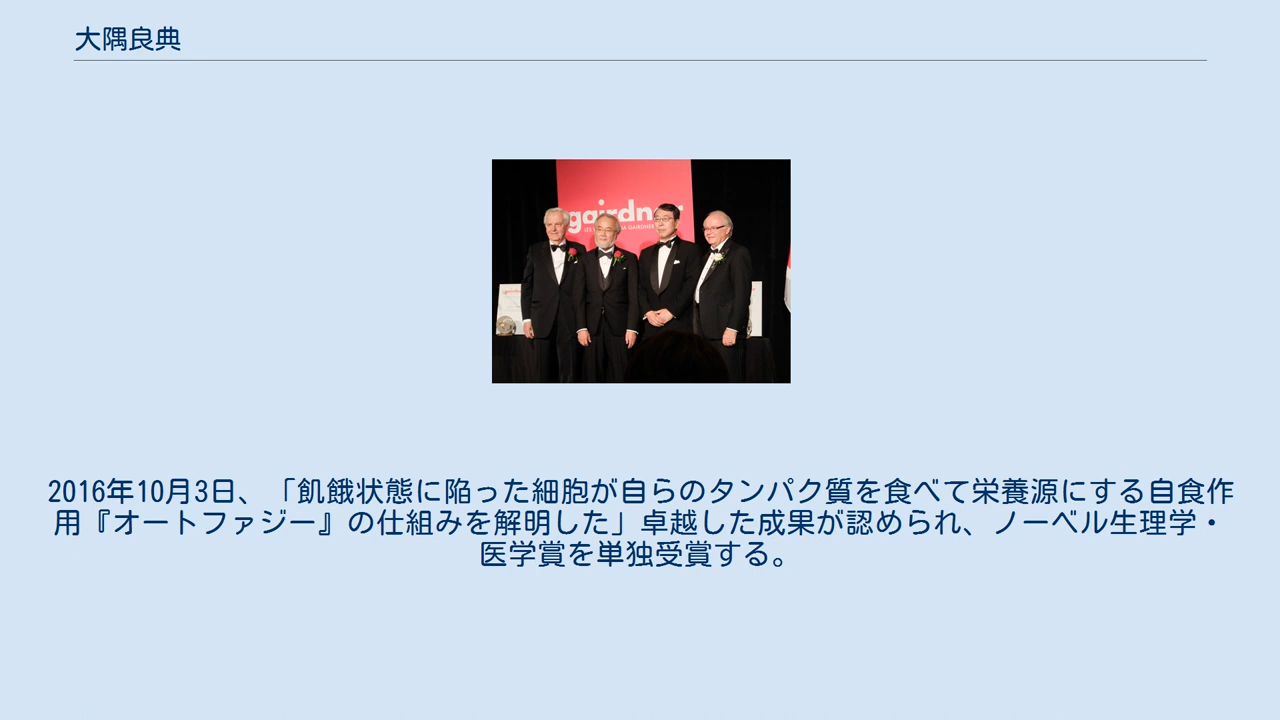 大隅良典
gairdn
2016年10月3日、「飢餓状態に陥った細胞が自らのタンパク質を食べて栄養源にする自食作
用『オートファジー』の仕組みを解明した」卓越した成果が認められ、ノーベル生理学・
医学賞を単独受賞する。